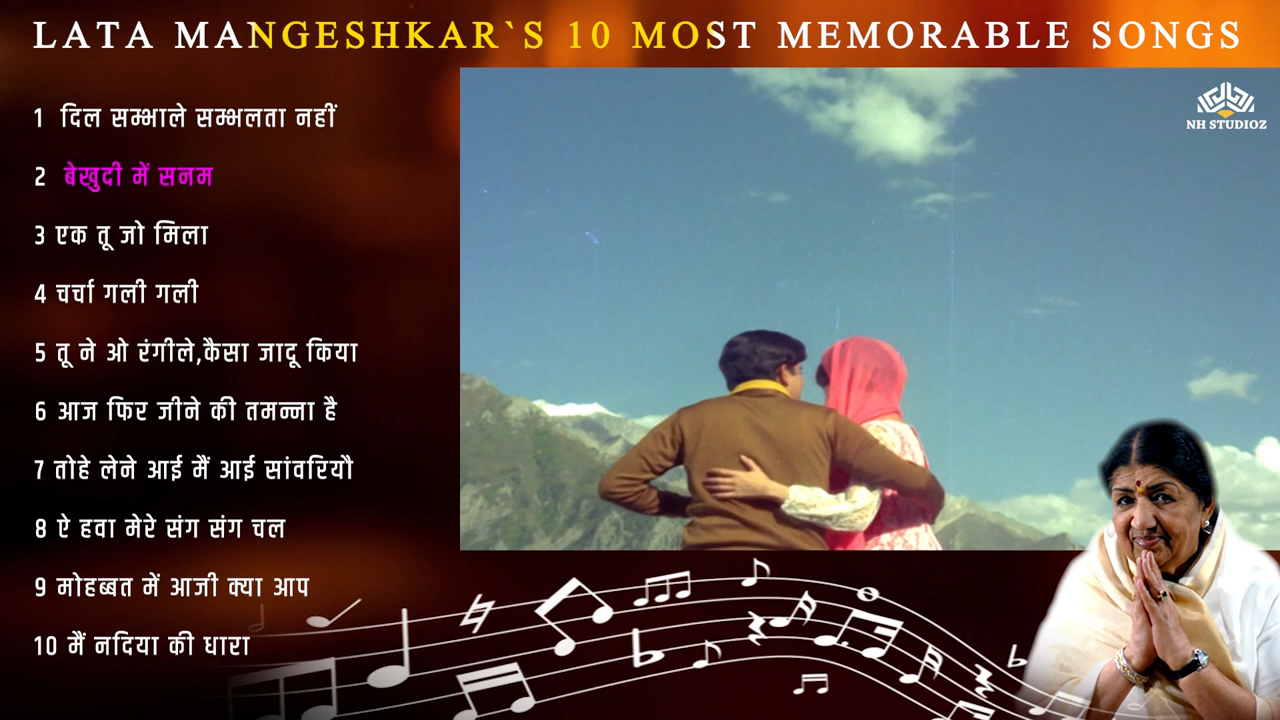 LATA MANGESHKAR`S 10 MOST MEMORABLE SONGS
NH STUDIOZ
1 दिल सम्भाले सम्भलता नहीं
2 बेखुदी में सनम
3 एक तू जो मिला
4 चर्चा गली गली
5 तू ने ओ रंगीले,कैसा जादू किया
6 आज फिर जीने की तमन्ना है
7 तोहे लेने आई मैं आई सांवरियौ
8 ऐ हवा मेरे संग संग चल
9 मोहब्बत में आजी क्या आप
10 मैं नदिया की धारा